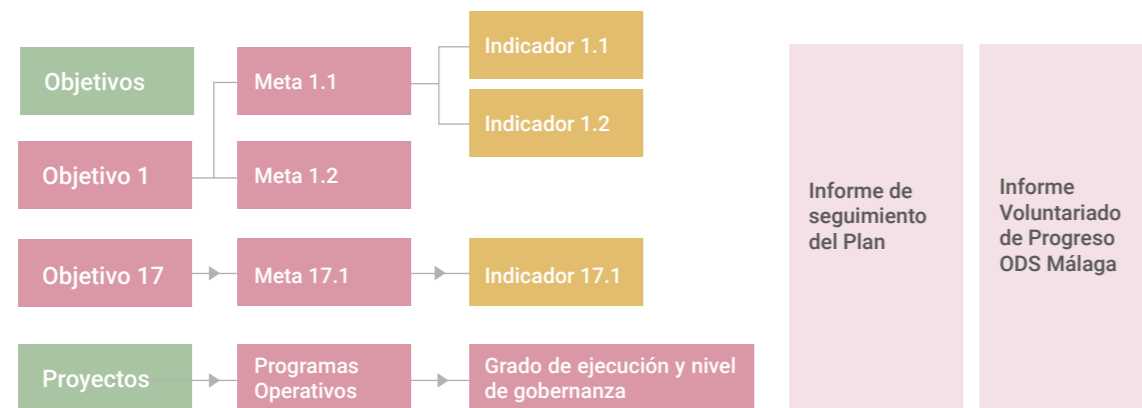 Objetivos
Objetivo 1
Meta 1.1
Meta 1.2
Indicador 1.1
Indicador 1.2
Objetivo 17
Meta 17.1
Indicador 17.1
Proyectos
Programas
Operativos
Grado de ejecución y nivel
de gobernanza
Informe de
seguimiento
del Plan
Informe
Voluntariado
de Progreso
ODS Málaga